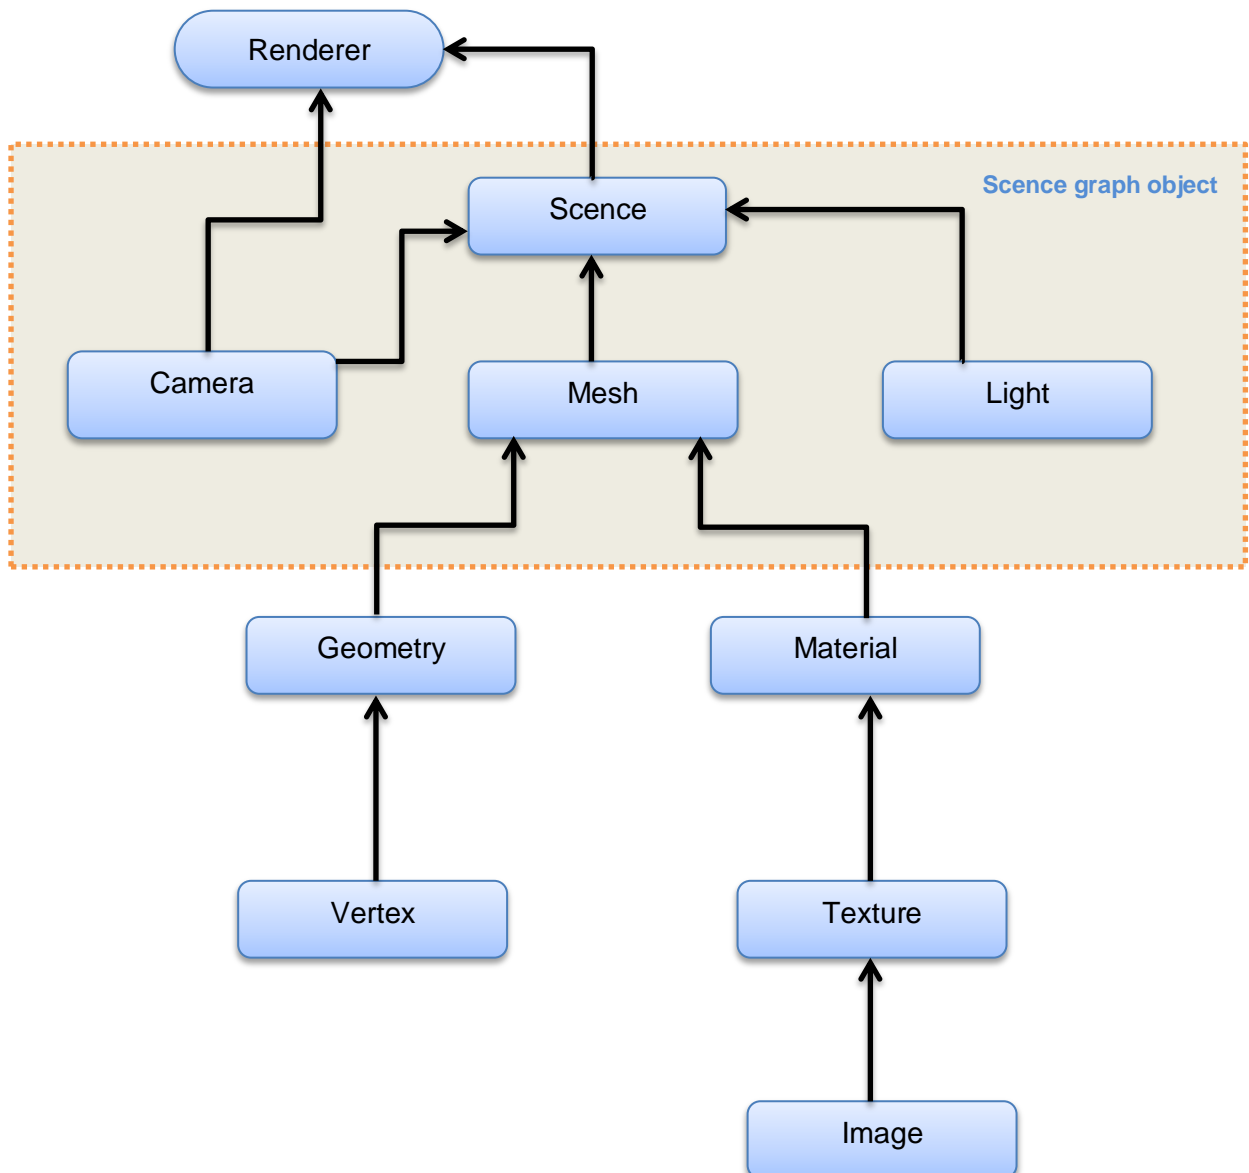 Renderer
Scence graph object
Scence
Camera
Mesh
Light
Geometry
Material
Vertex
Texture
Image